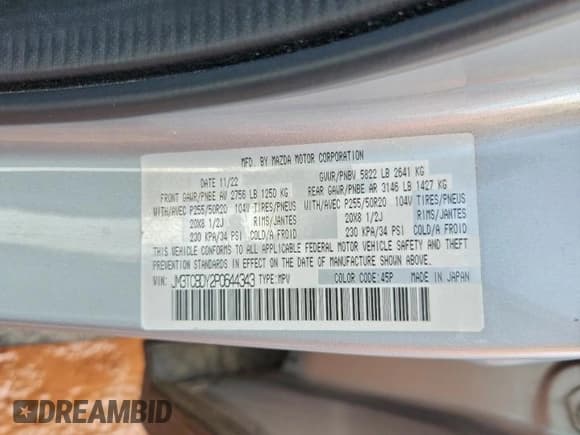 MFD. BY MAZDA MOTOR CORPORATION
DATE 11/22 GVWR/PNBV 5822 LB 2641 KG
FRONT GAWR/PNBE AV 2756 LB 1250 KG REAR GAWR/PNBE AR 3146 LB 1427 KG
WITH/AVEC P255/50R20 104V TIRES/PNEUS WITH/AVEC P255/50R20 104V TIRES/PNEUS
20X8 1/2J RIMS/JANTES 20X8 1/2J RIMS/JANTES
230 KPA/34 PSI COLD/A FROID 230 KPA/34 PSI COLD/A FROID
THIS VEHICLE CONFORMS TO ALL APPLICABLE FEDERAL MOTOR VEHICLE SAFETY AND THEFT
PREVENTION STANDARDS IN EFFECT ON THE DATE OF MANUFACTURE SHOWN ABOVE.
VIN: JM3TCBDY2P0644343 TYPE:MPV COLOR CODE:45P MADE IN JAPAN
DREAMBID